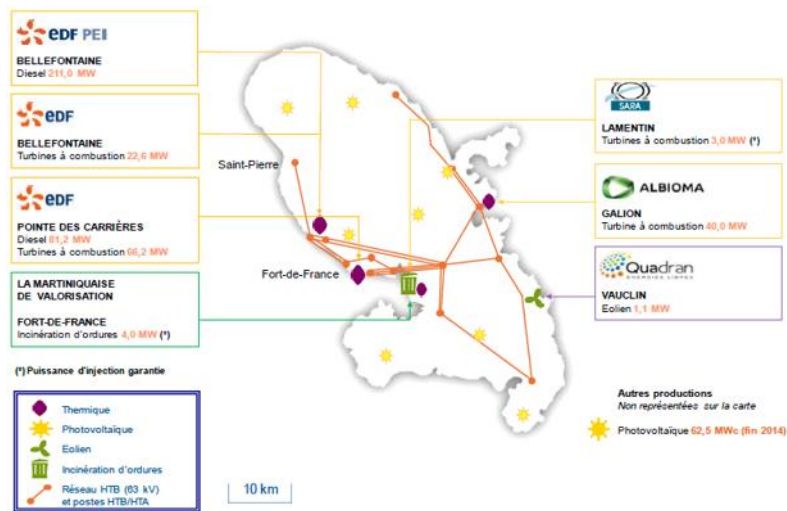 edf PEI
BELLEFONTAINE
Diesel 211,0 MW
edf
BELLEFONTAINE
Turbines à combustion 22,6 MW
edf
POINTE DES CARRIÈRES
Diesel 81,2 MW
Turbines à combustion 66,2 MW
LA MARTINIQUAISE
DE VALORISATION
FORT-DE-FRANCE
Incinération d'ordures 4,0 MW (*)
(*) Puissance d'injection garantie
Thermique
Photovoltaïque
Eolien
Incinération d'ordures
Réseau HTB (63 kV)
et postes HTB/HTA
10 km
Saint-Pierre
Fort-de-France
SARA
LAMENTIN
Turbines à combustion 3,0 MW (*)
ALBIOMA
GALION
Turbine à combustion 40,0 MW
Quadran
ENERGIES LIBRES
VAUCLIN
Eolien 1,1 MW
Autres productions
Non représentées sur la carte
Photovoltaïque 62,5 MWc (fin 2014)